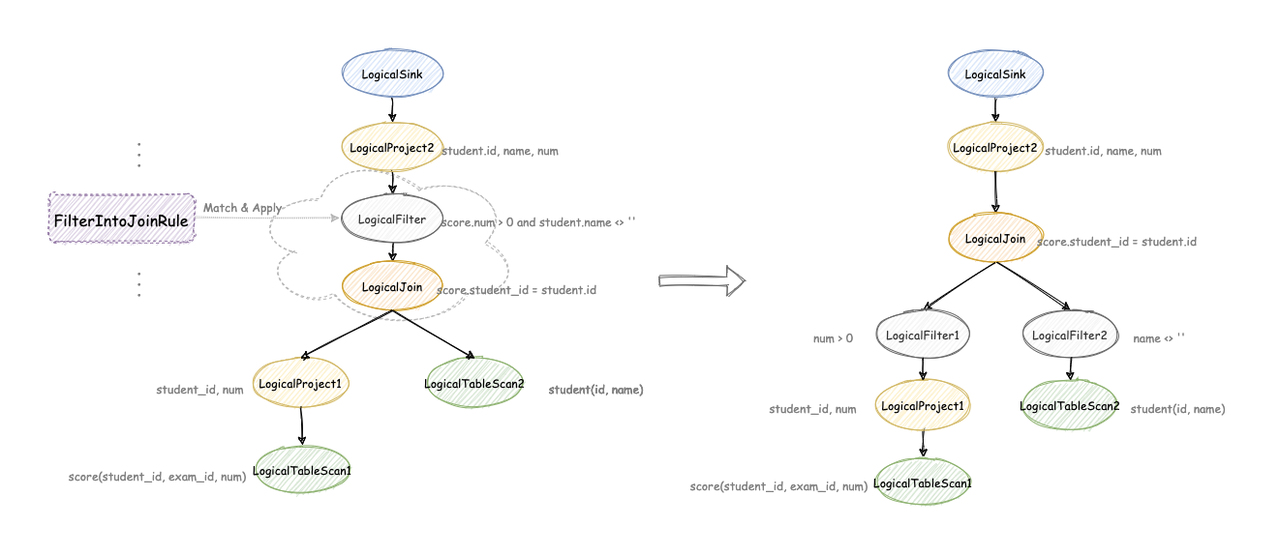 LogicalSink
LogicalProject2
student.id, name, num
FilterIntoJoinRule
Match & Apply
LogicalFilter
score.num > 0 and student.name <> ''
LogicalJoin
score.student_id = student.id
student_id, num
LogicalProject1
LogicalTableScan2
student(id, name)
score(student_id, exam_id, num)
LogicalTableScan1
LogicalSink
LogicalProject2
student.id, name, num
LogicalJoin
score.student_id = student.id
num > 0
LogicalFilter1
LogicalFilter2
name <> ''
student_id, num
LogicalProject1
LogicalTableScan2
student(id, name)
score(student_id, exam_id, num)
LogicalTableScan1